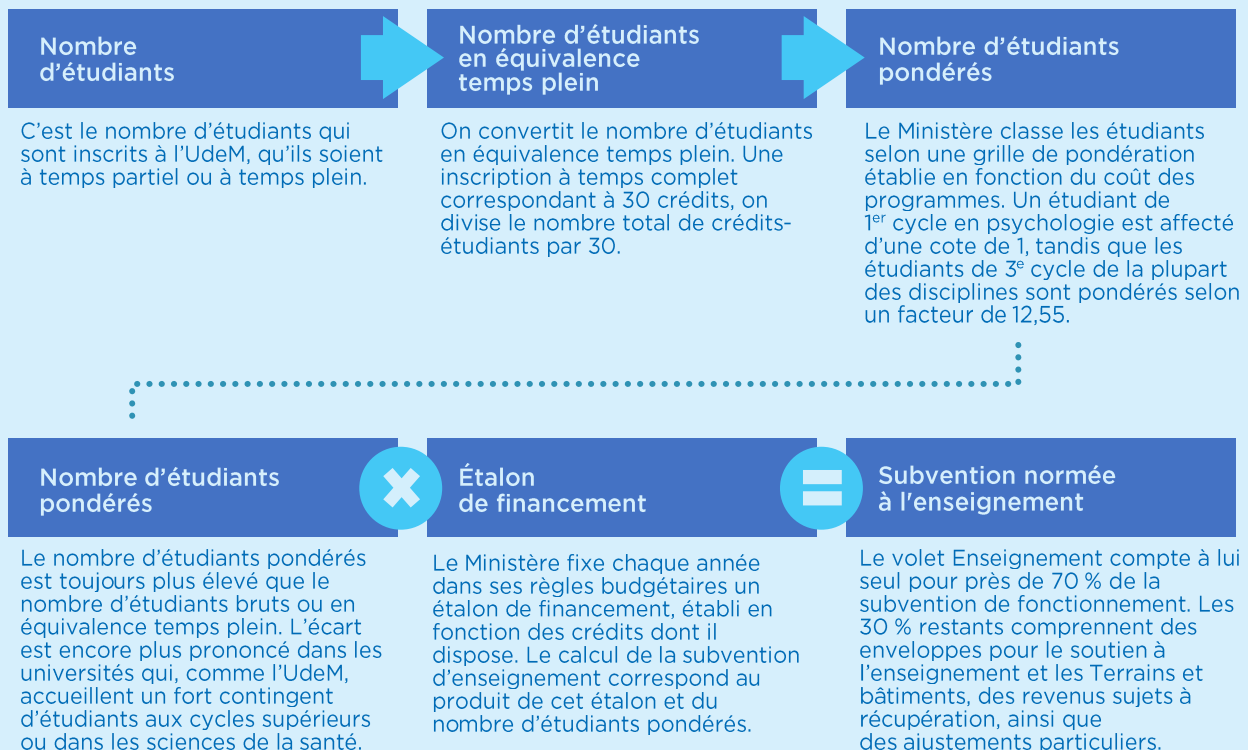 Nombre
d’étudiants
C’est le nombre d’étudiants qui
sont inscrits à l’UdeM, qu’ils soient
à temps partiel ou à temps plein.
Nombre d’étudiants
en équivalence
temps plein
On convertit le nombre d’étudiants
en équivalence temps plein. Une
inscription à temps complet
correspondant à 30 crédits, on
divise le nombre total de crédits-
étudiants par 30.
Nombre d’étudiants
pondérés
Le Ministère classe les étudiants
selon une grille de pondération
établie en fonction du coût des
programmes. Un étudiant de
1er cycle en psychologie est affecté
d’une cote de 1, tandis que les
étudiants de 3e cycle de la plupart
des disciplines sont pondérés selon
un facteur de 12,55.
Nombre d’étudiants
pondérés
Le nombre d’étudiants pondérés
est toujours plus élevé que le
nombre d’étudiants bruts ou en
équivalence temps plein. L’écart
est encore plus prononcé dans les
universités qui, comme l’UdeM,
accueillent un fort contingent
d’étudiants aux cycles supérieurs
ou dans les sciences de la santé.
Étalon
de financement
Le Ministère fixe chaque année
dans ses règles budgétaires un
étalon de financement, établi en
fonction des crédits dont il
dispose. Le calcul de la subvention
d’enseignement correspond au
produit de cet étalon et du
nombre d’étudiants pondérés.
Subvention normée
à l'enseignement
Le volet Enseignement compte à lui
seul pour près de 70 % de la
subvention de fonctionnement. Les
30 % restants comprennent des
enveloppes pour le soutien à
l’enseignement et les Terrains et
bâtiments, des revenus sujets à
récupération, ainsi que
des ajustements particuliers.